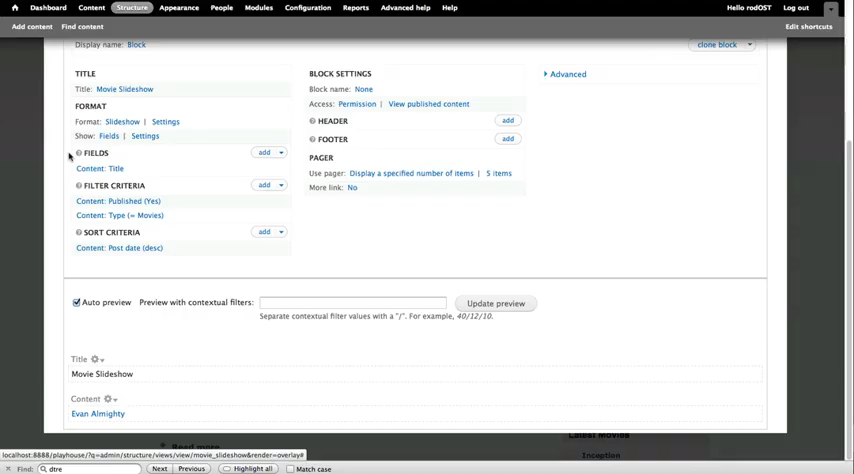 Dashboard Content Structure Appearance People Modules Configuration Reports Advanced help Help Hello rodOST Log out
Add content Find content Edit shortcuts
Display name: Block clone block
TITLE
Title: Movie Slideshow
FORMAT
Format: Slideshow | Settings
Show: Fields | Settings
FIELDS add
Content: Title
FILTER CRITERIA add
Content: Published (Yes)
Content: Type (= Movies)
SORT CRITERIA add
Content: Post date (desc)
BLOCK SETTINGS
Block name: None
Access: Permission | View published content
HEADER add
FOOTER add
PAGER
Use pager: Display a specified number of items | 5 items
More link: No
Advanced
Auto preview Preview with contextual filters: Update preview
Separate contextual filter values with a "/". For example, 40/12/10.
Title
Movie Slideshow
Content
Evan Almighty
Read more
Latest Movies
Inception
localhost:8888/playhouse/?q=admin/structure/views/view/movie_slideshow&render=overlay#
Find: dtre Next Previous Highlight all Match case